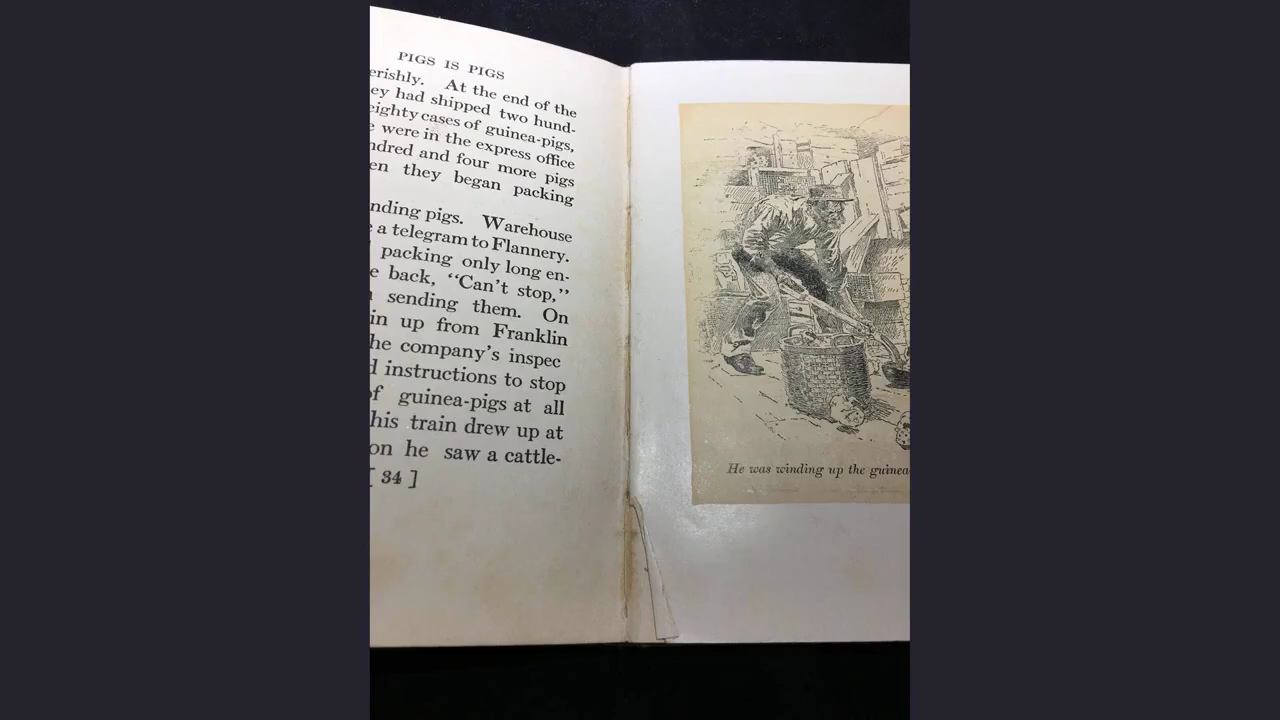 PIGS IS PIGS
erishly. At the end of the
ey had shipped two hund-
eighty cases of guinea-pigs,
e were in the express office
ndred and four more pigs
en they began packing
nding pigs. Warehouse
a telegram to Flannery.
packing only long en-
e back, "Can't stop,"
sending them. On
in up from Franklin
he company's inspec
d instructions to stop
of guinea-pigs at all
his train drew up at
on he saw a cattle-
[ 34 ]
He was winding up the guinea